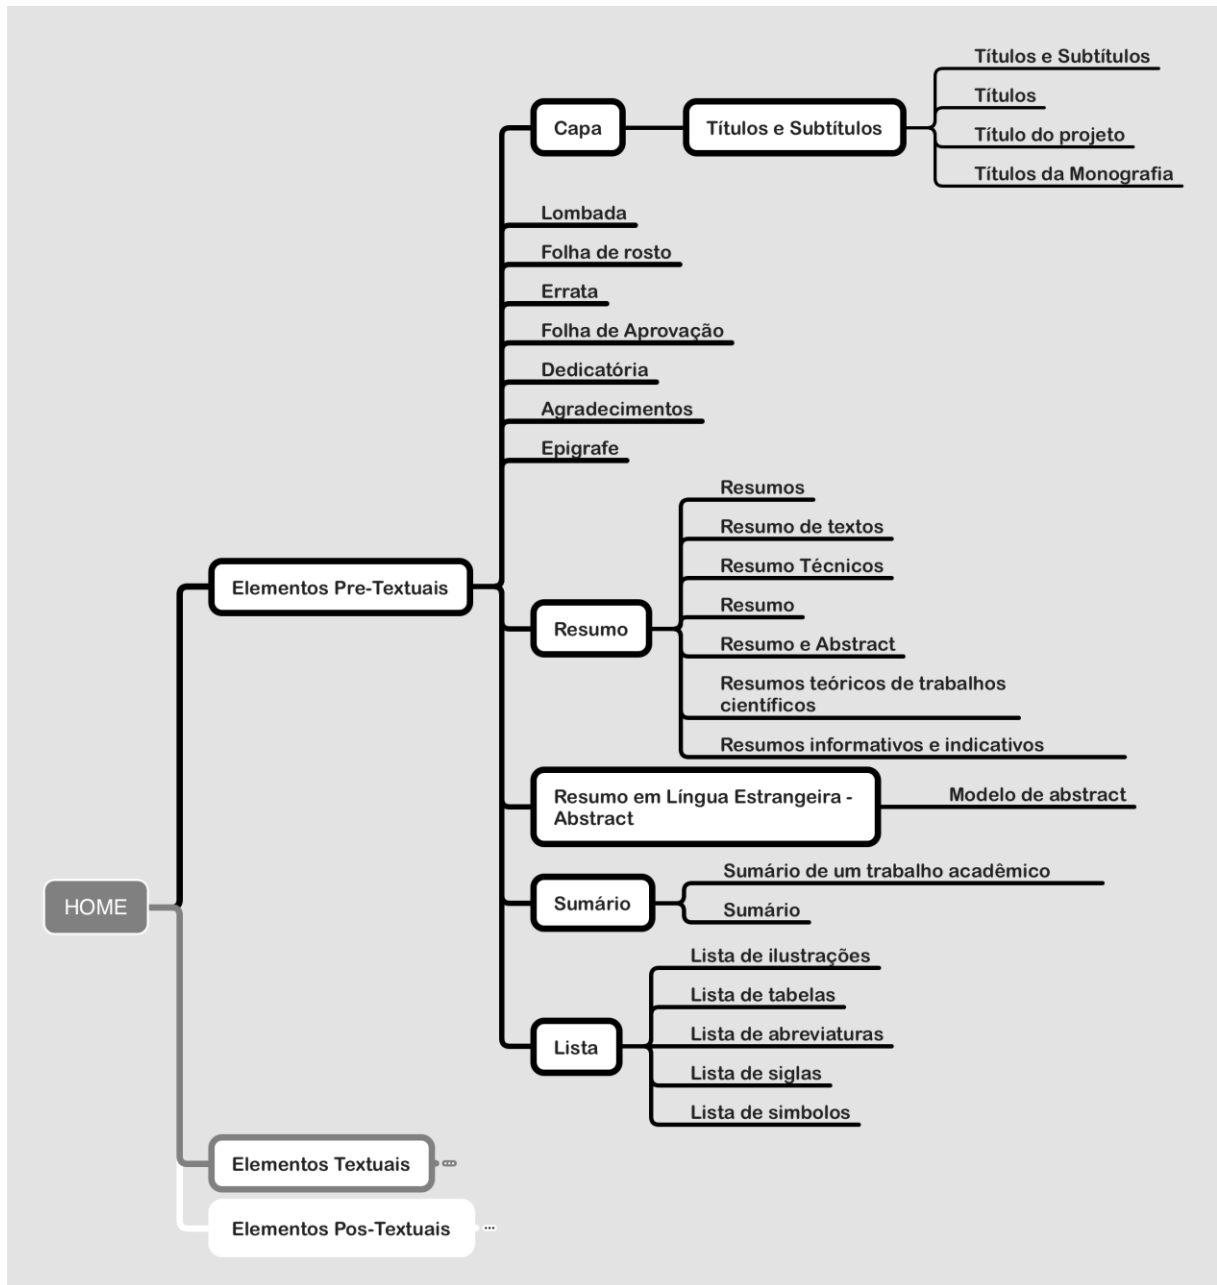 Títulos e Subtítulos
Títulos
Capa
Títulos e Subtítulos
Título do projeto
Títulos da Monografia
Lombada
Folha de rosto
Errata
Folha de Aprovação
Dedicatória
Agradecimentos
Epigrafe
Resumos
Resumo de textos
Resumo Técnicos
Elementos Pre-Textuais
Resumo
Resumo
Resumo e Abstract
Resumos teóricos de trabalhos
científicos
Resumos informativos e indicativos
Resumo em Língua Estrangeira -
Abstract
Modelo de abstract
Sumário de um trabalho acadêmico
Sumário
Sumário
HOME
Lista de ilustrações
Lista de tabelas
Lista de abreviaturas
Lista
Lista de siglas
Lista de simbolos
Elementos Textuais
Elementos Pos-Textuais